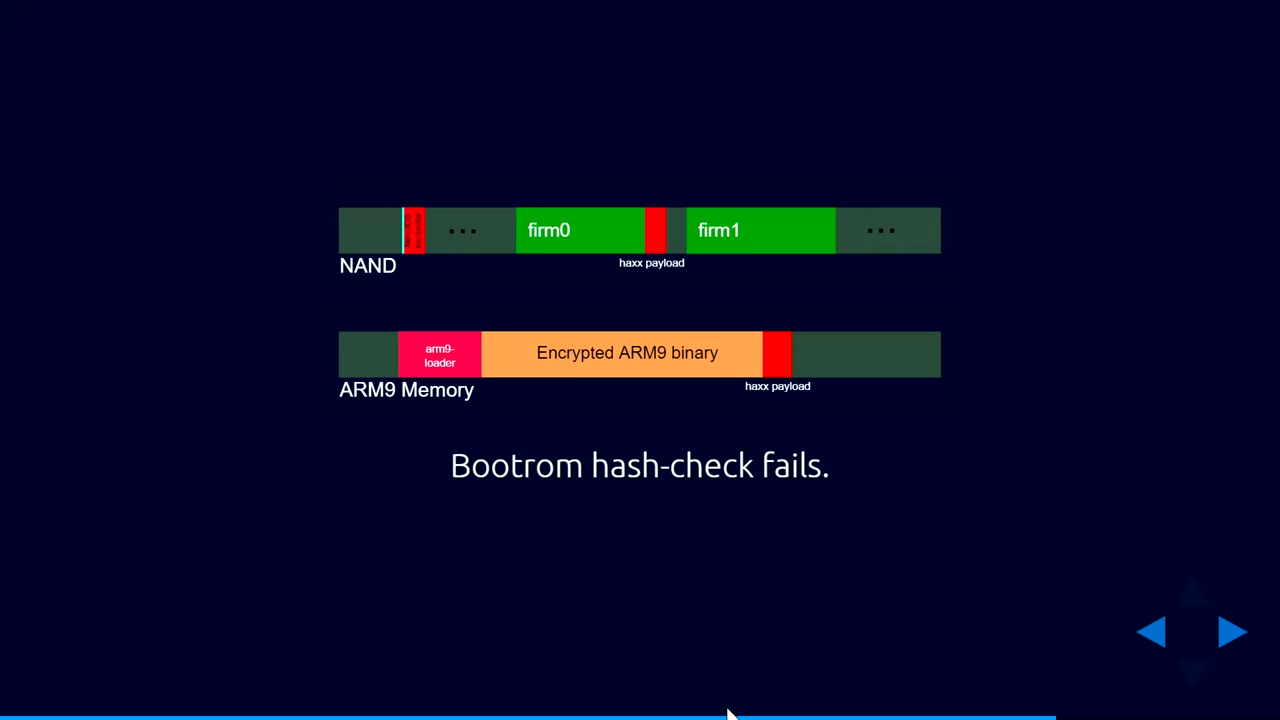 ... firm0 firm1 ...
haxx payload
NAND
arm9-
loader
Encrypted ARM9 binary
haxx payload
ARM9 Memory
Bootrom hash-check fails.